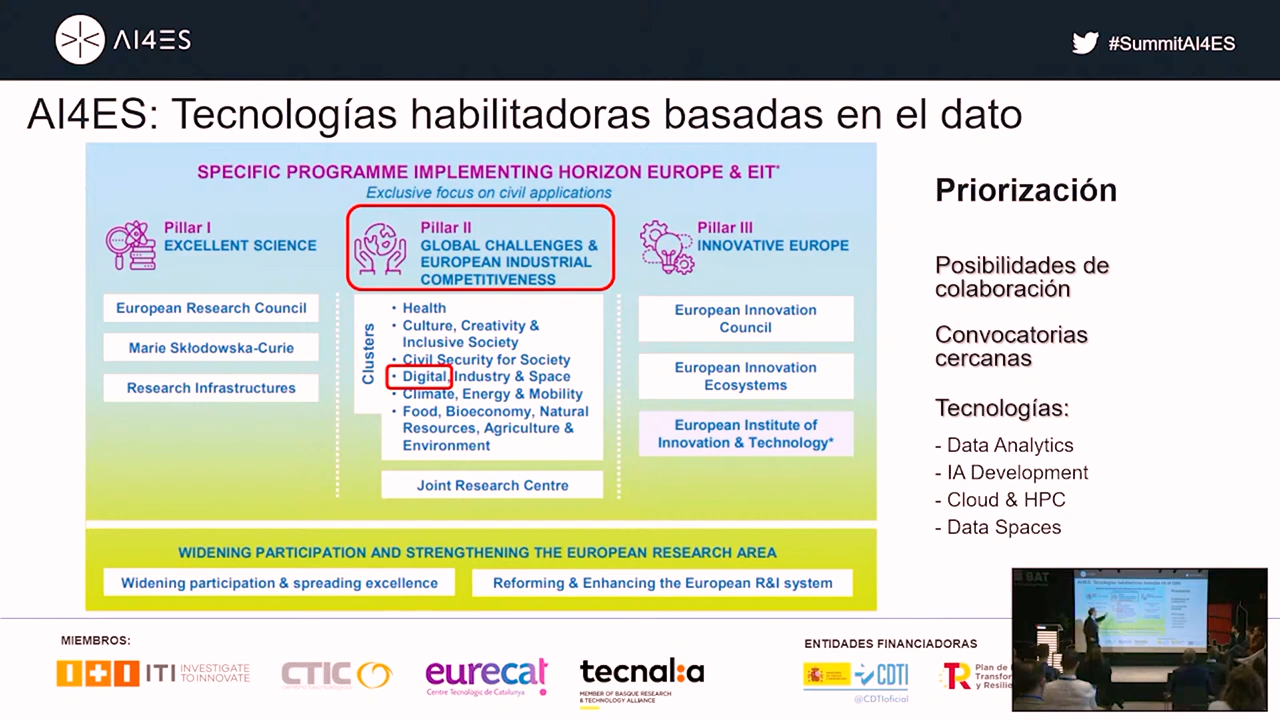 AI4ES
#SummitAI4ES
AI4ES: Tecnologías habilitadoras basadas en el dato
SPECIFIC PROGRAMME IMPLEMENTING HORIZON EUROPE & EIT*
Exclusive focus on civil applications
Pillar I
EXCELLENT SCIENCE
European Research Council
Marie Skłodowska-Curie
Research Infrastructures
Pillar II
GLOBAL CHALLENGES &
EUROPEAN INDUSTRIAL
COMPETITIVENESS
Clusters
• Health
• Culture, Creativity &
Inclusive Society
• Civil Security for Society
• Digital, Industry & Space
• Climate, Energy & Mobility
• Food, Bioeconomy, Natural
Resources, Agriculture &
Environment
Joint Research Centre
Pillar III
INNOVATIVE EUROPE
European Innovation
Council
European Innovation
Ecosystems
European Institute of
Innovation & Technology*
WIDENING PARTICIPATION AND STRENGTHENING THE EUROPEAN RESEARCH AREA
Widening participation & spreading excellence
Reforming & Enhancing the European R&I system
Priorización
Posibilidades de
colaboración
Convocatorias
cercanas
Tecnologías:
- Data Analytics
- IA Development
- Cloud & HPC
- Data Spaces
MIEMBROS:
ITI INVESTIGATE
TO INNOVATE
CTIC
eurecat
Centre Tecnològic de Catalunya
tecnal:a
MEMBER OF BASQUE RESEARCH
& TECHNOLOGY ALLIANCE
ENTIDADES FINANCIADORAS
CDTI
@CDTIoficial
Plan de
Transfor
y Resilie